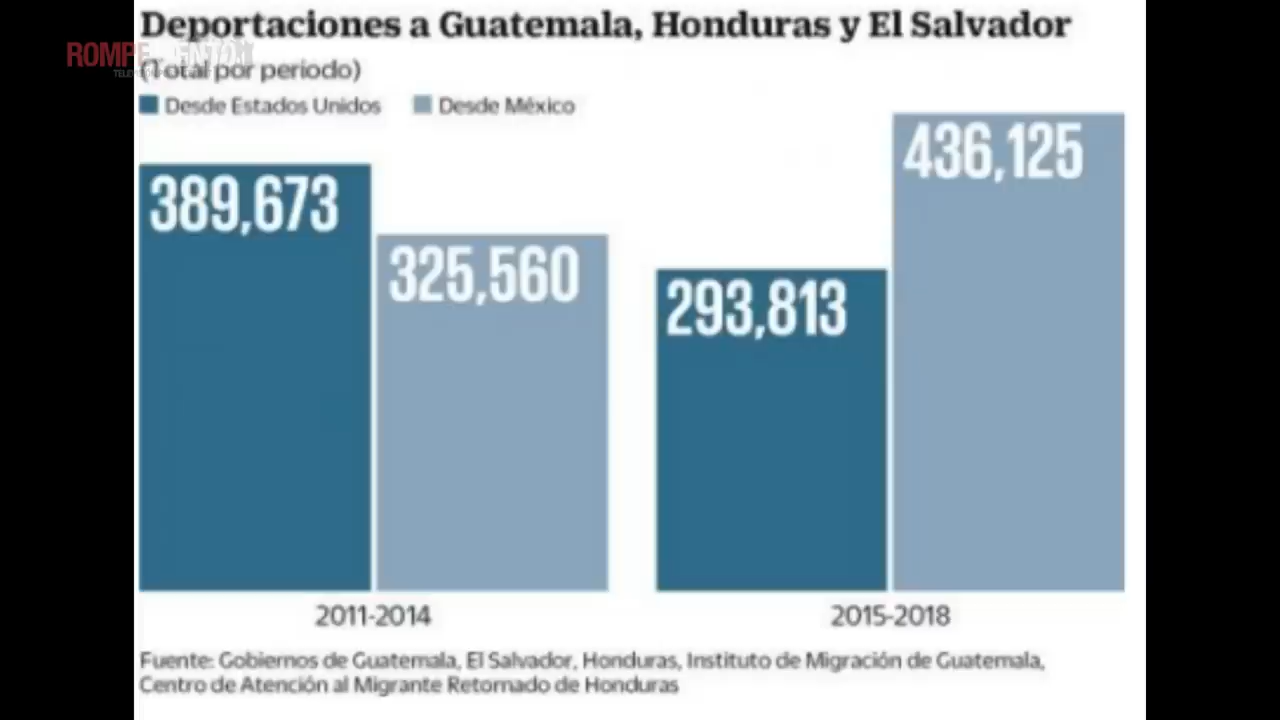 Deportaciones a Guatemala, Honduras y El Salvador
(Total por periodo)
Desde Estados Unidos Desde México
389,673
325,560
293,813
436,125
2011-2014
2015-2018
Fuente: Gobiernos de Guatemala, El Salvador, Honduras, Instituto de Migración de Guatemala,
Centro de Atención al Migrante Retornado de Honduras